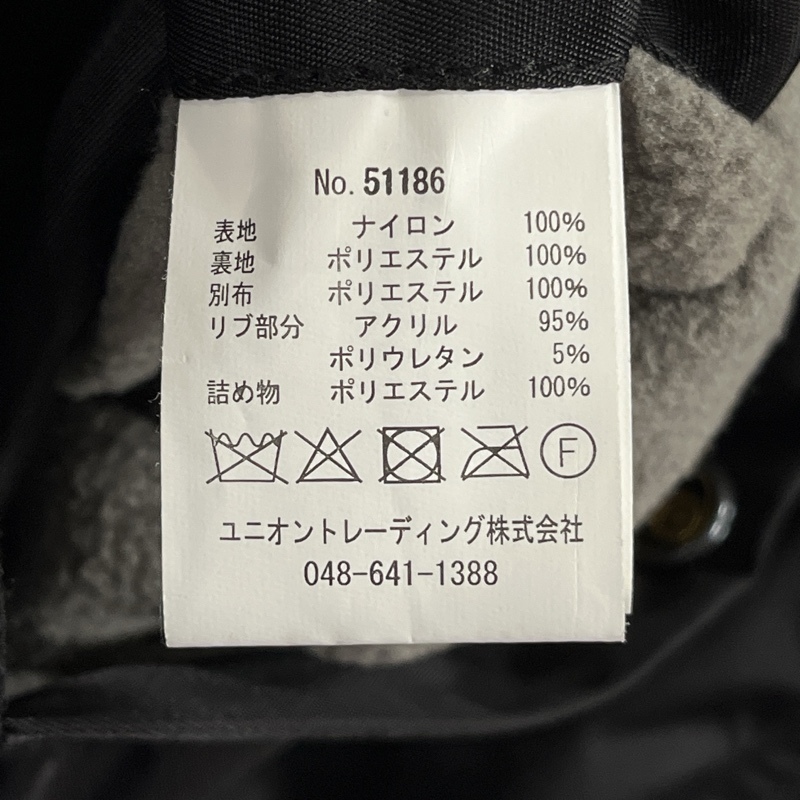 No. 51186
表地 ナイロン 100%
裏地 ポリエステル 100%
別布 ポリエステル 100%
リブ部分 アクリル 95%
ポリウレタン 5%
詰め物 ポリエステル 100%
F
ユニオントレーディング株式会社
048-641-1388